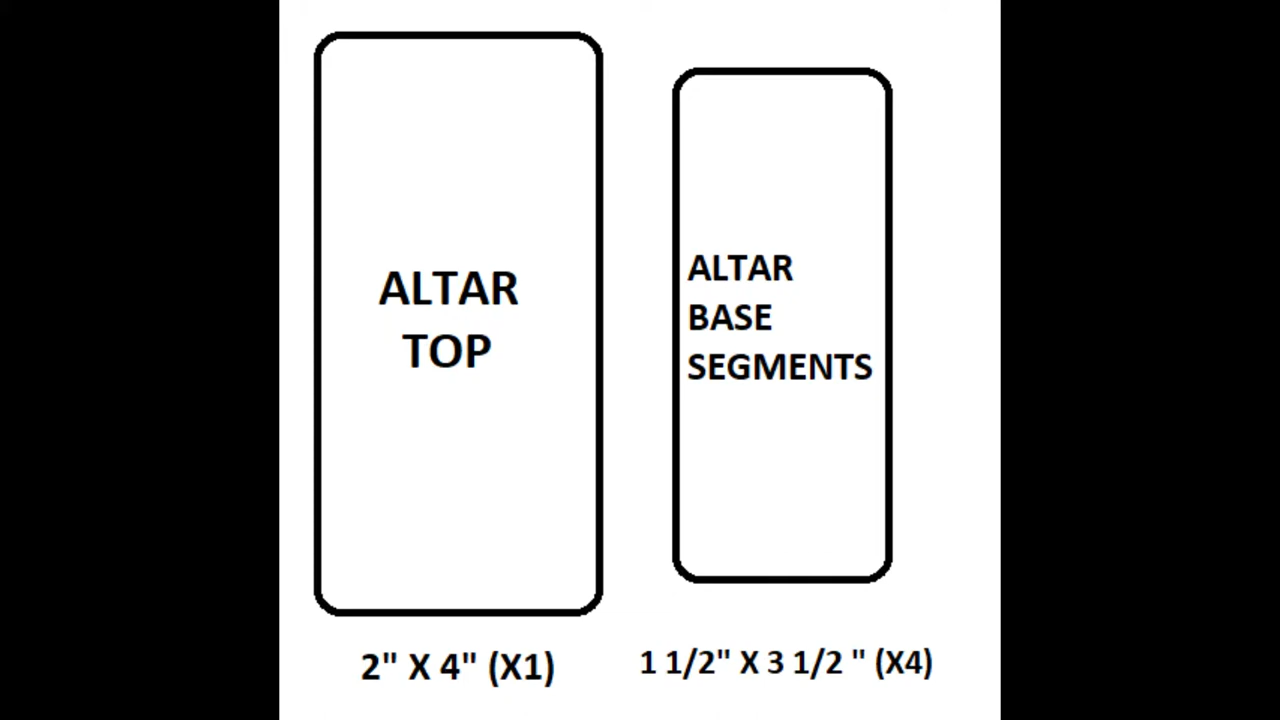 ALTAR
TOP
ALTAR
BASE
SEGMENTS
2" X 4" (X1)
1 1/2" X 3 1/2 " (X4)